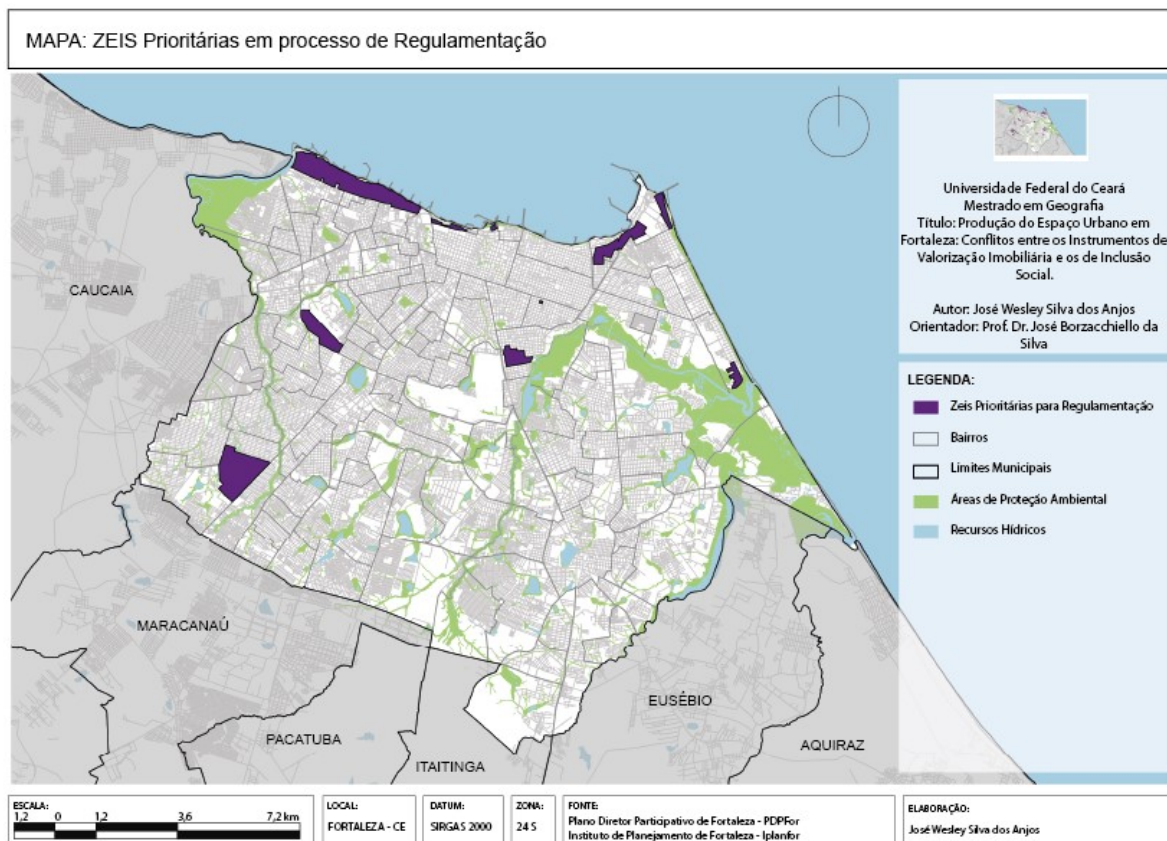 MAPA: ZEIS Prioritárias em processo de Regulamentação
CAUCAIA
MARACANAÚ
PACATUBA
ITAITINGA
EUSÉBIO
AQUIRAZ
Universidade Federal do Ceará
Mestrado em Geografia
Título: Produção do Espaço Urbano em
Fortaleza: Conflitos entre os Instrumentos de
Valorização Imobiliária e os de Inclusão
Social.
Autor: José Wesley Silva dos Anjos
Orientador: Prof. Dr. José Borzacchiello da
Silva
LEGENDA:
Zeis Prioritárias para Regulamentação
Bairros
Limites Municipais
Áreas de Proteção Ambiental
Recursos Hídricos
ESCALA:
1,2 0 1,2 3,6 7,2 km
LOCAL:
FORTALEZA - CE
DATUM:
SIRGAS 2000
ZONA:
24 S
FONTE:
Plano Diretor Participativo de Fortaleza - PDPFor
Instituto de Planejamento de Fortaleza - Iplanfor
ELABORAÇÃO:
José Wesley Silva dos Anjos